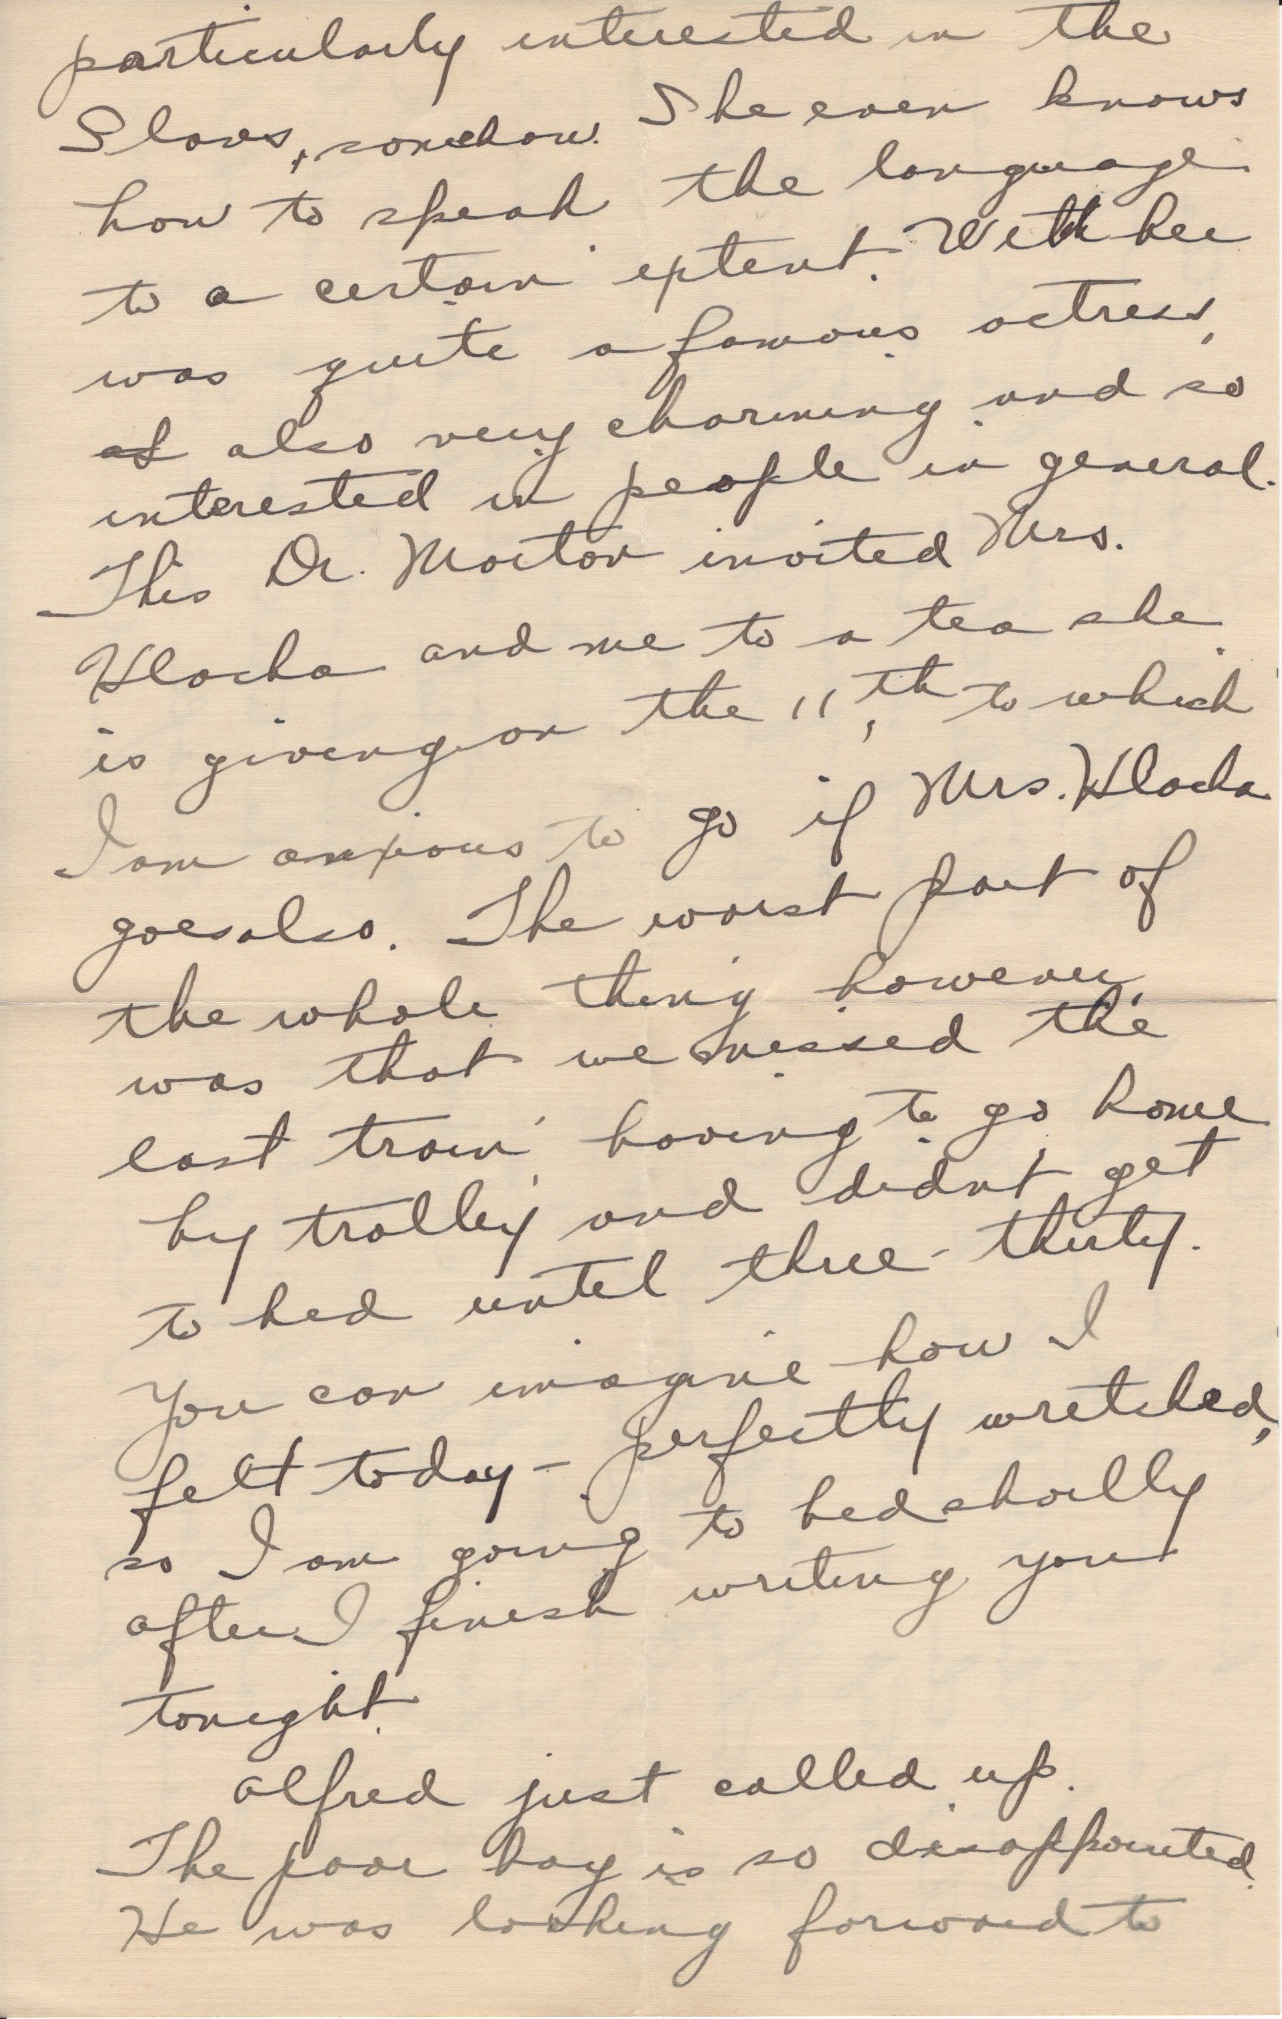 particularly interested in the
Slavs, somehow. She even knows
how to speak the language
to a certain extent. With her
was quite a famous actress,
also very charming and so
interested in people in general.
This Dr. Morton invited Mrs.
Hlocha and me to a tea she
is giving on the 11th, to which
I am anxious to go if Mrs. Hlocha
goes also. The worst part of
the whole thing, however,
was that we missed the
last train, having to go home
by trolley, and didn't get
to bed until three-thirty.
You can imagine how I
felt today - perfectly wretched,
so I am going to bed shortly
after I finish writing you
tonight.
Alfred just called up.
The poor boy is so disappointed.
He was looking forward to